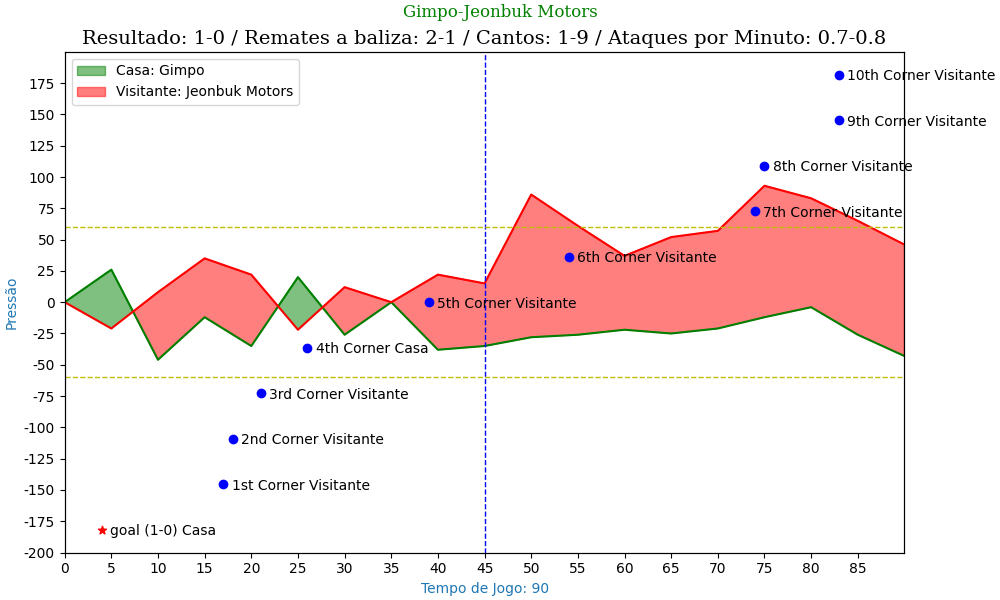 Gimpo-Jeonbuk Motors
Resultado: 1-0 / Remates a baliza: 2-1 / Cantos: 1-9 / Ataques por Minuto: 0.7-0.8
Casa: Gimpo
Visitante: Jeonbuk Motors
10th Corner Visitante
9th Corner Visitante
8th Corner Visitante
7th Corner Visitante
6th Corner Visitante
5th Corner Visitante
4th Corner Casa
3rd Corner Visitante
2nd Corner Visitante
1st Corner Visitante
goal (1-0) Casa
Pressão
175
150
125
100
75
50
25
0
-25
-50
-75
-100
-125
-150
-175
-200
0 5 10 15 20 25 30 35 40 45 50 55 60 65 70 75 80 85
Tempo de Jogo: 90